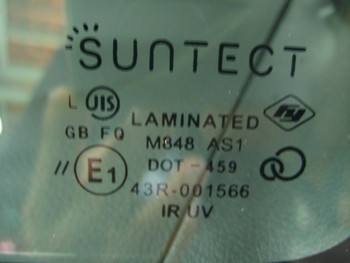 SUNTECT
L JIS LAMINATED
GB FQ M848 AS1
// E1 DOT-459
43R-001566
IR UV